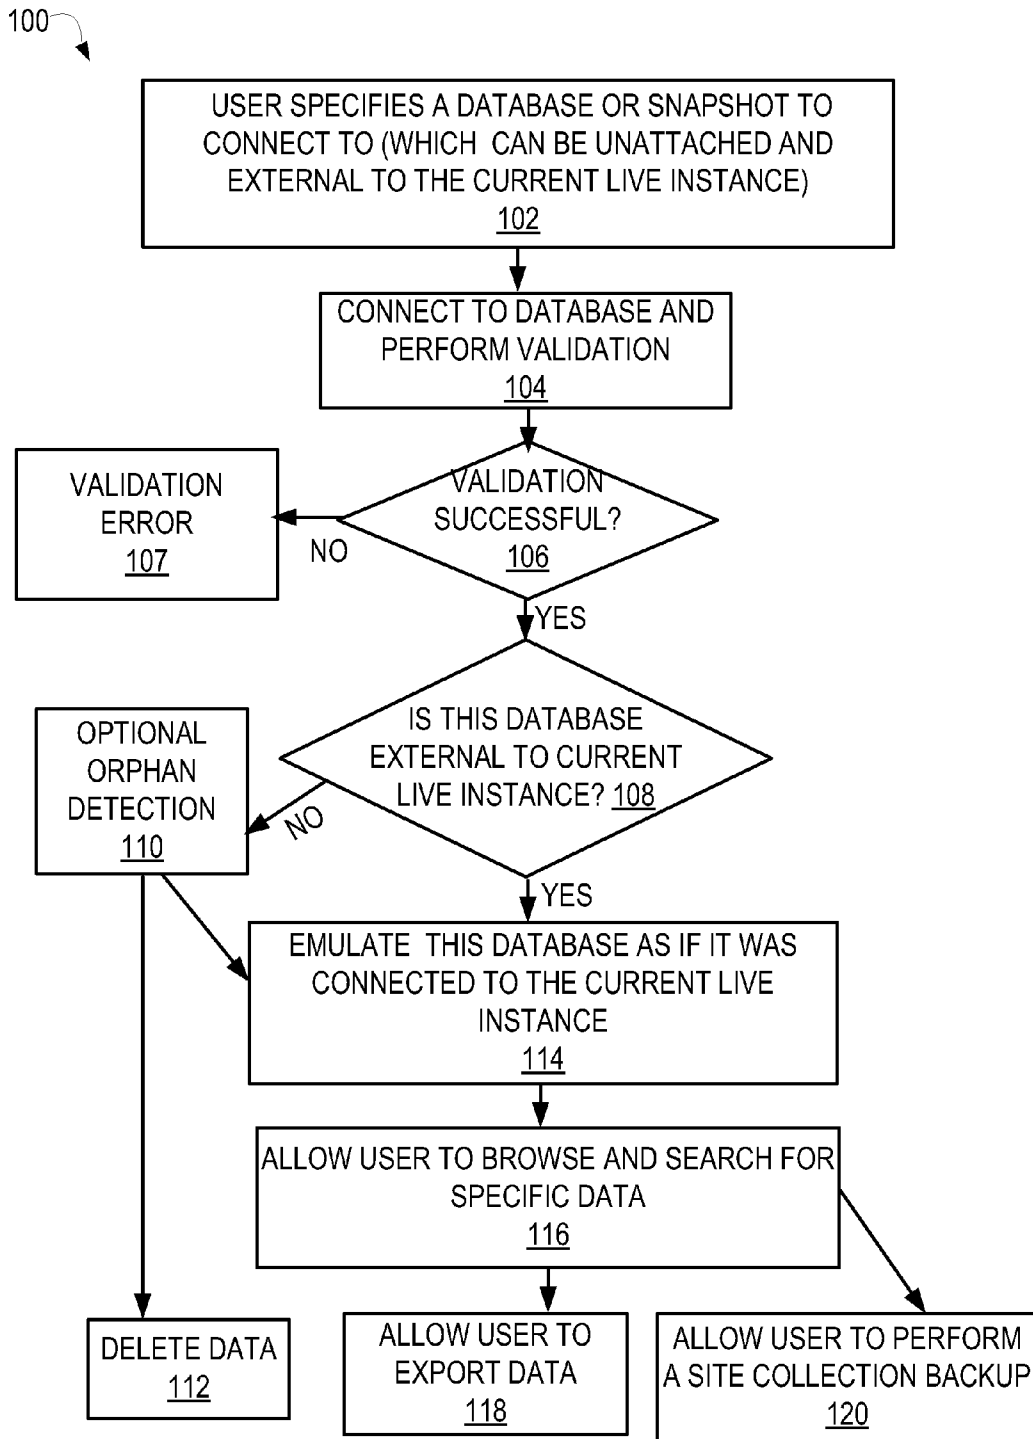 100
USER SPECIFIES A DATABASE OR SNAPSHOT TO
CONNECT TO (WHICH CAN BE UNATTACHED AND
EXTERNAL TO THE CURRENT LIVE INSTANCE)
102
CONNECT TO DATABASE AND
PERFORM VALIDATION
104
VALIDATION
SUCCESSFUL?
106
NO
VALIDATION
ERROR
107
YES
IS THIS DATABASE
EXTERNAL TO CURRENT
LIVE INSTANCE? 108
NO
OPTIONAL
ORPHAN
DETECTION
110
YES
EMULATE THIS DATABASE AS IF IT WAS
CONNECTED TO THE CURRENT LIVE
INSTANCE
114
ALLOW USER TO BROWSE AND SEARCH FOR
SPECIFIC DATA
116
DELETE DATA
112
ALLOW USER TO
EXPORT DATA
118
ALLOW USER TO PERFORM
A SITE COLLECTION BACKUP
120